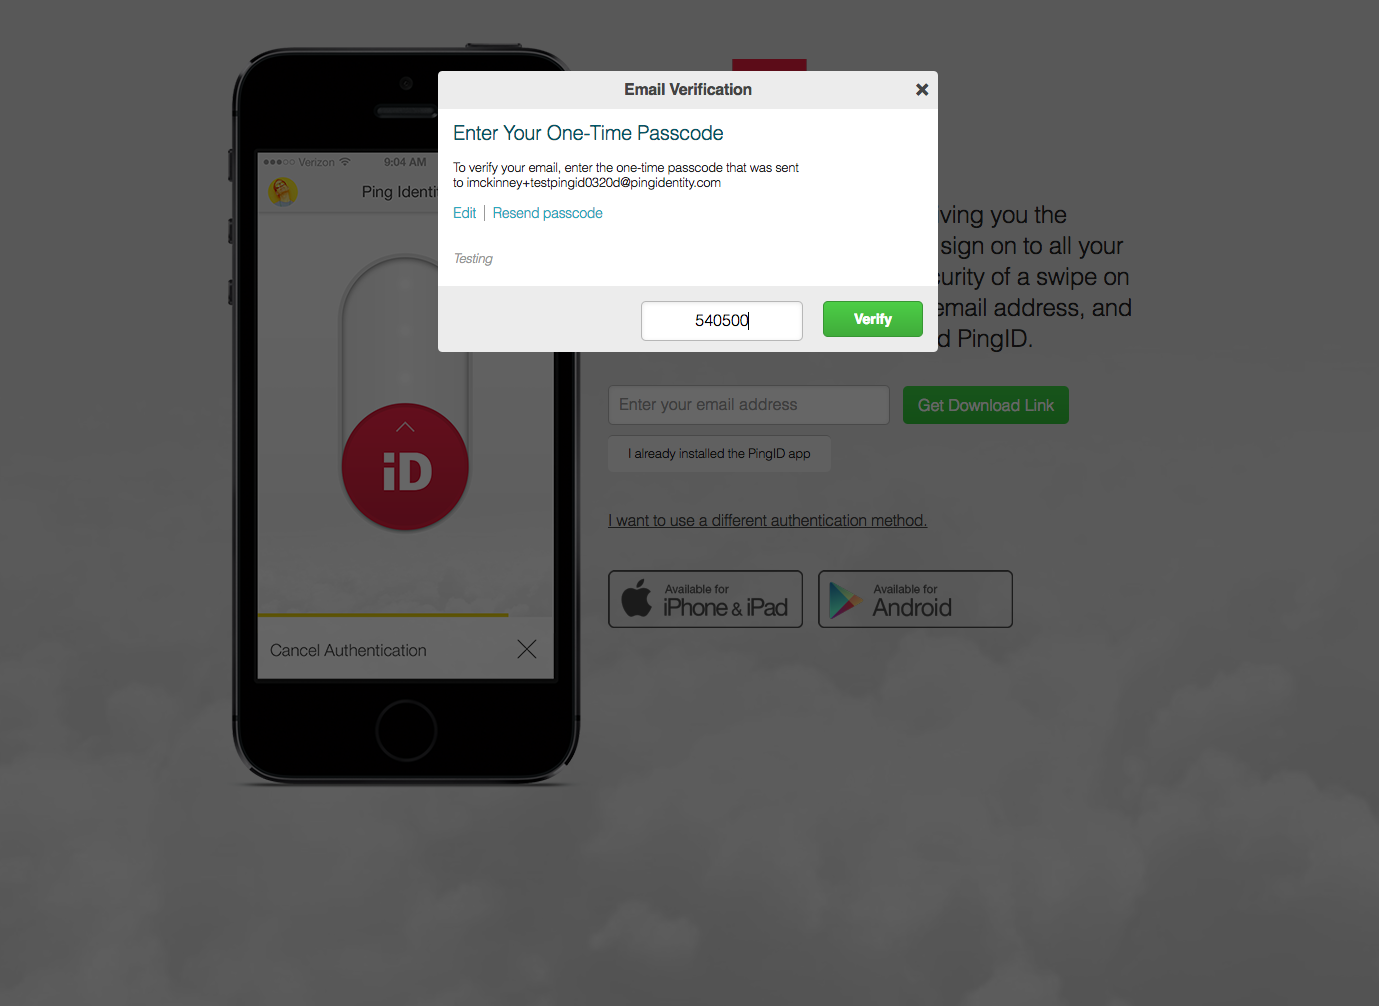 Email Verification
Enter Your One-Time Passcode
To verify your email, enter the one-time passcode that was sent
to imckinney+testpingid0320d@pingidentity.com
Edit | Resend passcode
Testing
540500
Verify
Verizon
9:04 AM
Ping
iD
Cancel Authentication
you the
sign on to all your
of a swipe on
email address, and
PingID.
Enter your email address
Get Download Link
I already installed the PingID app
I want to use a different authentication method.
Available for
iPhone & iPad
Available for
Android